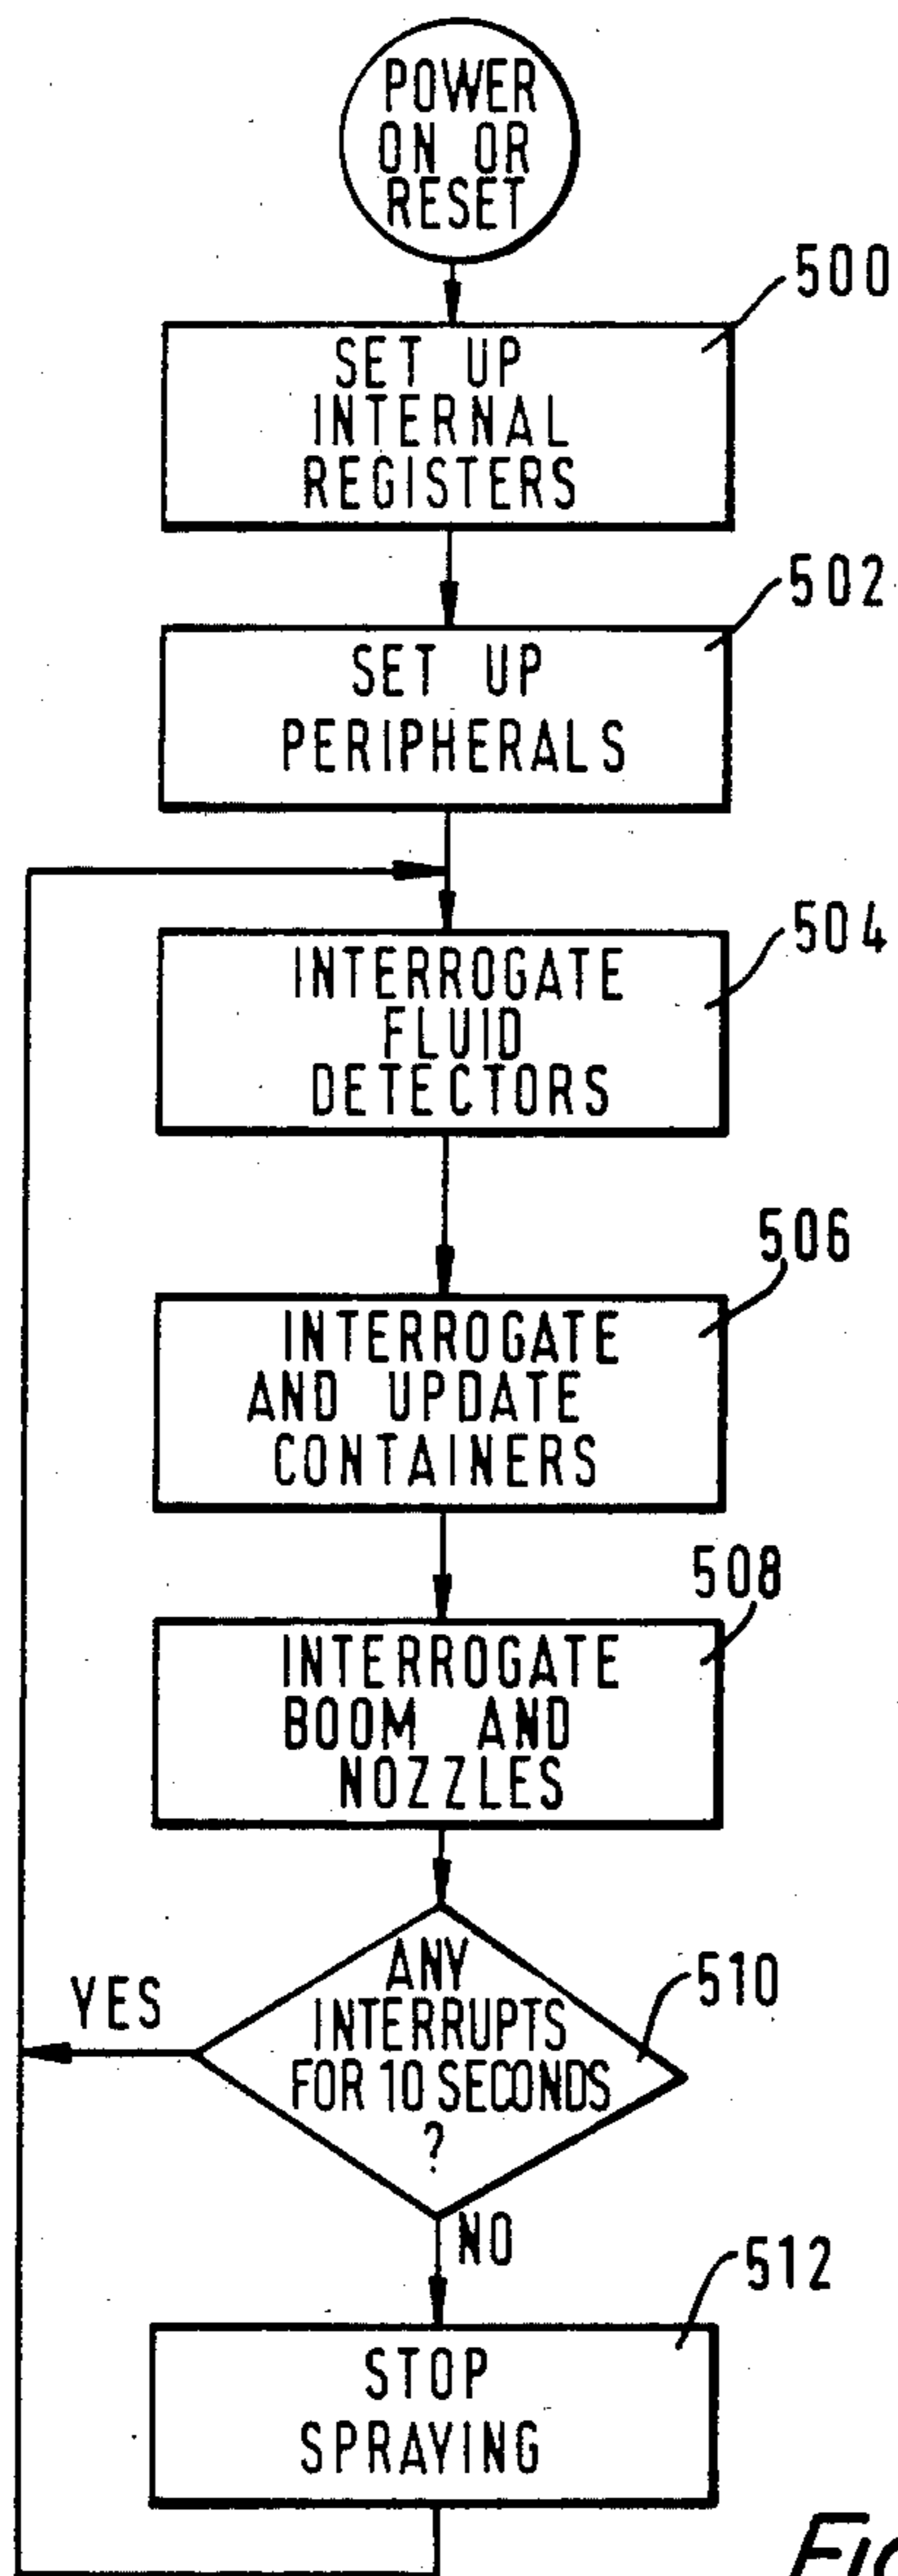 POWER
ON OR
RESET
500
SET UP
INTERNAL
REGISTERS
502
SET UP
PERIPHERALS
504
INTERROGATE
FLUID
DETECTORS
506
INTERROGATE
AND UPDATE
CONTAINERS
508
INTERROGATE
BOOM AND
NOZZLES
510
ANY
INTERRUPTS
FOR 10 SECONDS
?
YES
NO
512
STOP
SPRAYING